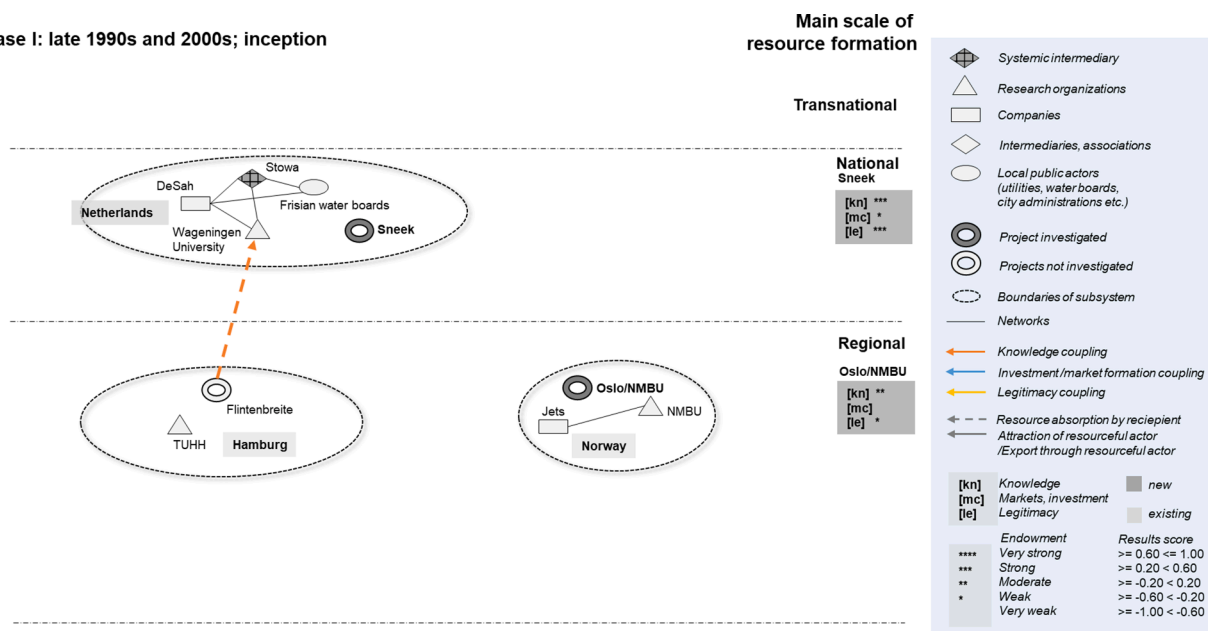 ase I: late 1990s and 2000s; inception
Main scale of
resource formation
Transnational
National
Sneek
[kn] ***
[mc] *
[le] ***
Stowa
DeSah
Frisian water boards
Netherlands
Wageningen
University
Sneek
Regional
Oslo/NMBU
[kn] **
[mc]
[le] *
Flintenbreite
TUHH
Hamburg
Oslo/NMBU
Jets
NMBU
Norway
Systemic intermediary
Research organizations
Companies
Intermediaries, associations
Local public actors
(utilities, water boards,
city administrations etc.)
Project investigated
Projects not investigated
Boundaries of subsystem
Networks
Knowledge coupling
Investment/market formation coupling
Legitimacy coupling
Resource absorption by reciepient
Attraction of resourceful actor
/Export through resourceful actor
[kn] Knowledge
[mc] Markets, investment
[le] Legitimacy
new
existing
Endowment Results score
**** Very strong >= 0.60 <= 1.00
*** Strong >= 0.20 < 0.60
** Moderate >= -0.20 < 0.20
* Weak >= -0.60 < -0.20
Very weak >= -1.00 < -0.60